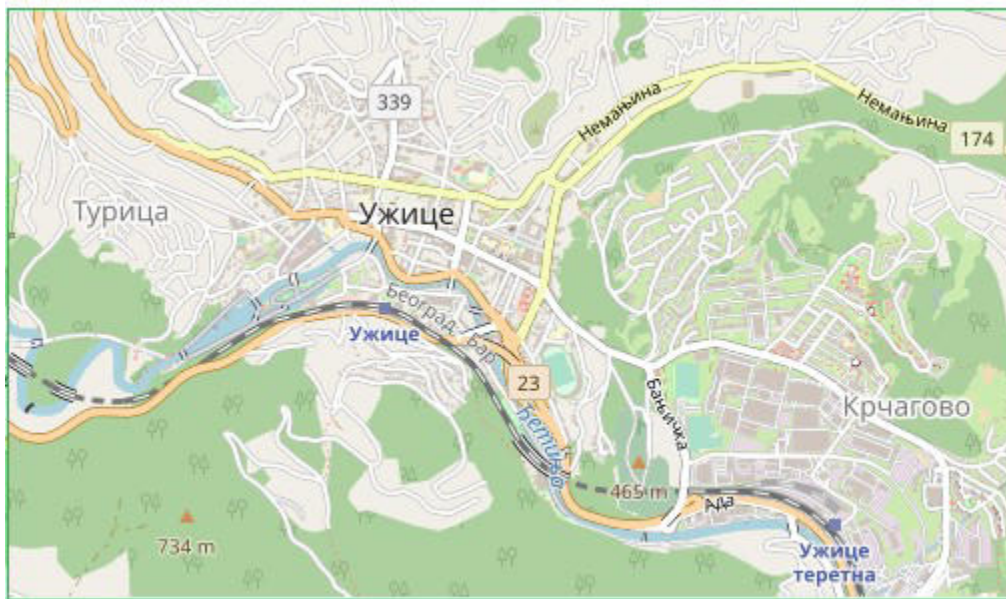 339
Немањина
Немањина
174
Турица
Ужице
Београд - Бар
Ужице
23
Крчагово
Бањичка
Ђетиња
465 m
Ада
734 m
Ужице
теретна